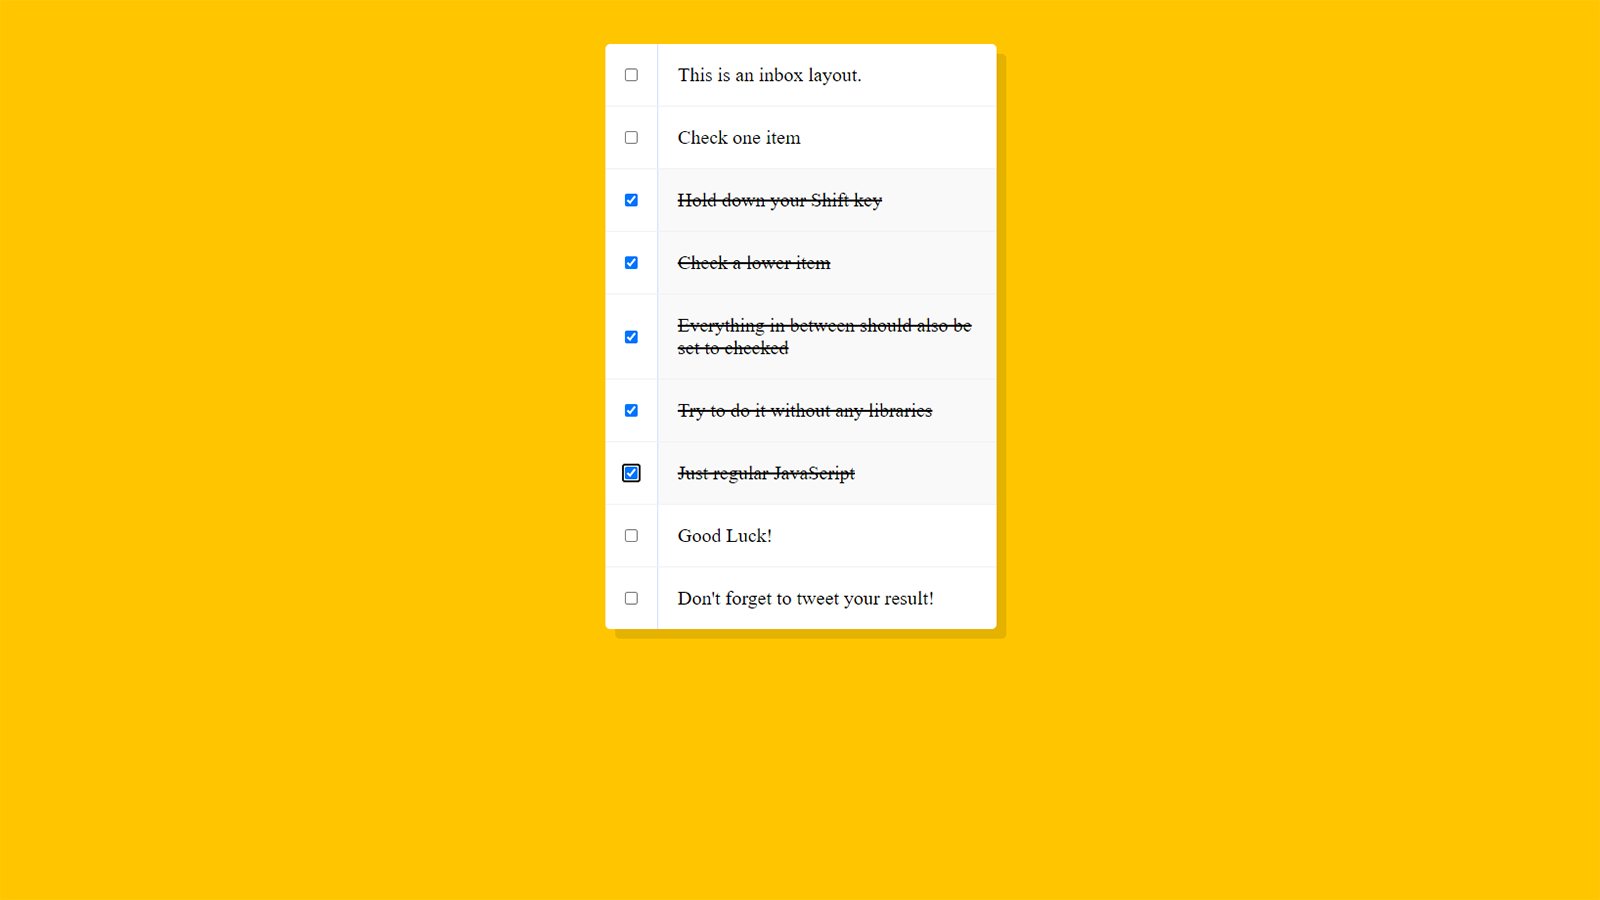 This is an inbox layout.
Check one item
Hold down your Shift key
Check a lower item
Everything in between should also be
set to checked
Try to do it without any libraries
Just regular JavaScript
Good Luck!
Don't forget to tweet your result!